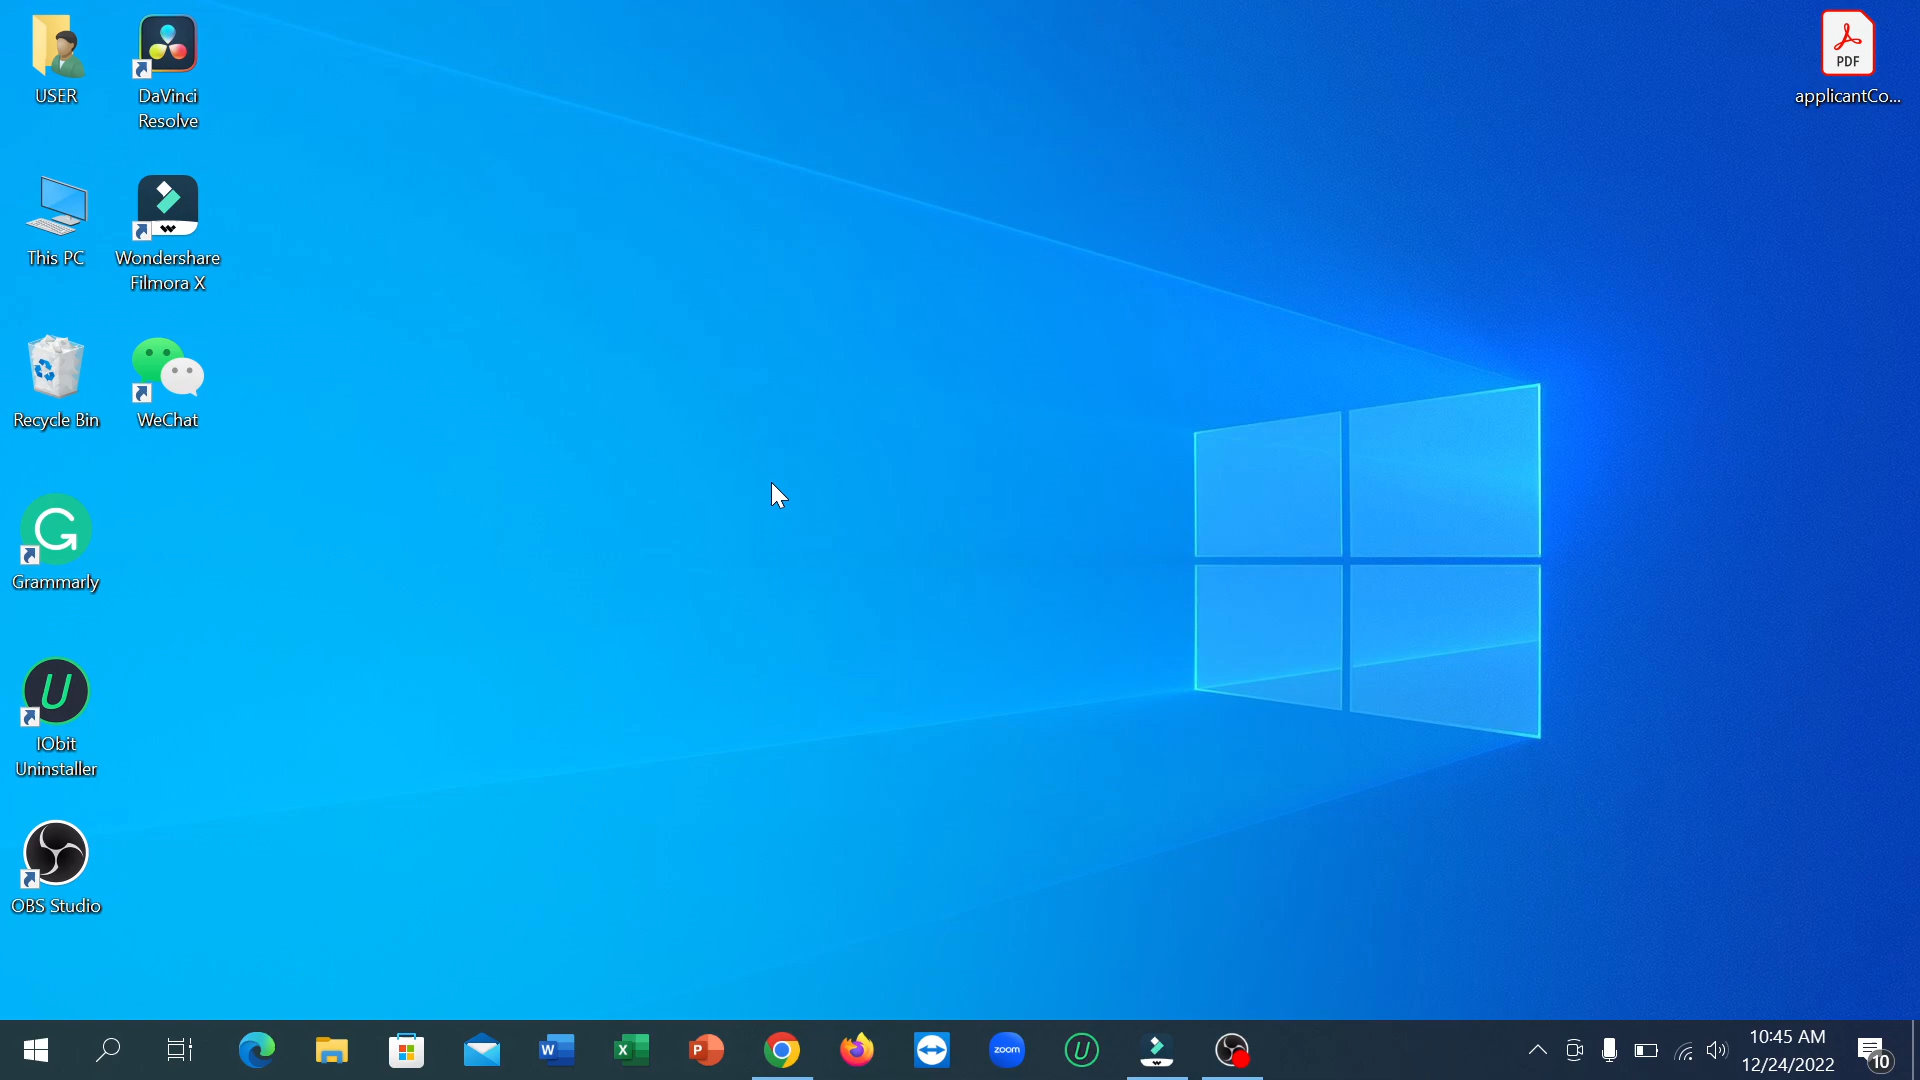 USER
DaVinci
Resolve
PDF
applicantCo...
This PC
Wondershare
Filmora X
Recycle Bin
WeChat
Grammarly
IObit
Uninstaller
OBS Studio
W
X
P
zoom
10:45 AM
12/24/2022
10